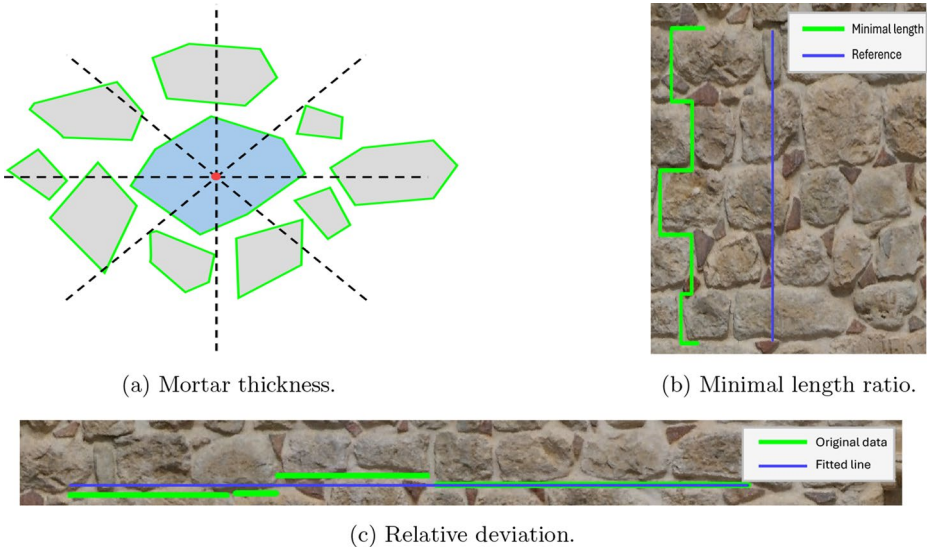 Minimal length
Reference
(a) Mortar thickness.
(b) Minimal length ratio.
Original data
Fitted line
(c) Relative deviation.